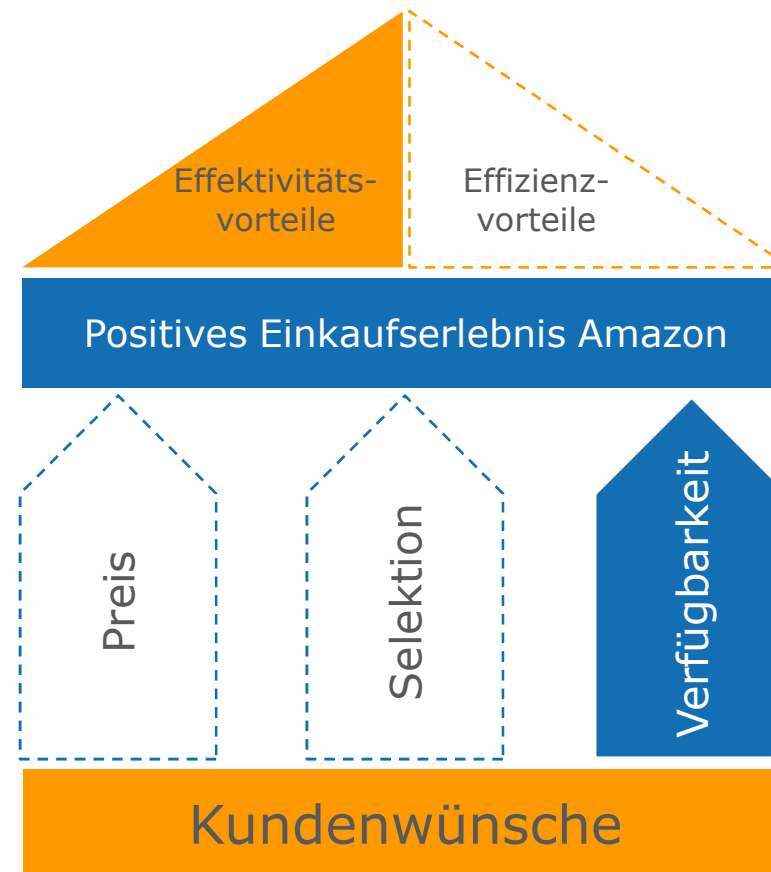 Effektivitäts-
vorteile
Effizienz-
vorteile
Positives Einkaufserlebnis Amazon
Preis
Selektion
Verfügbarkeit
Kundenwünsche